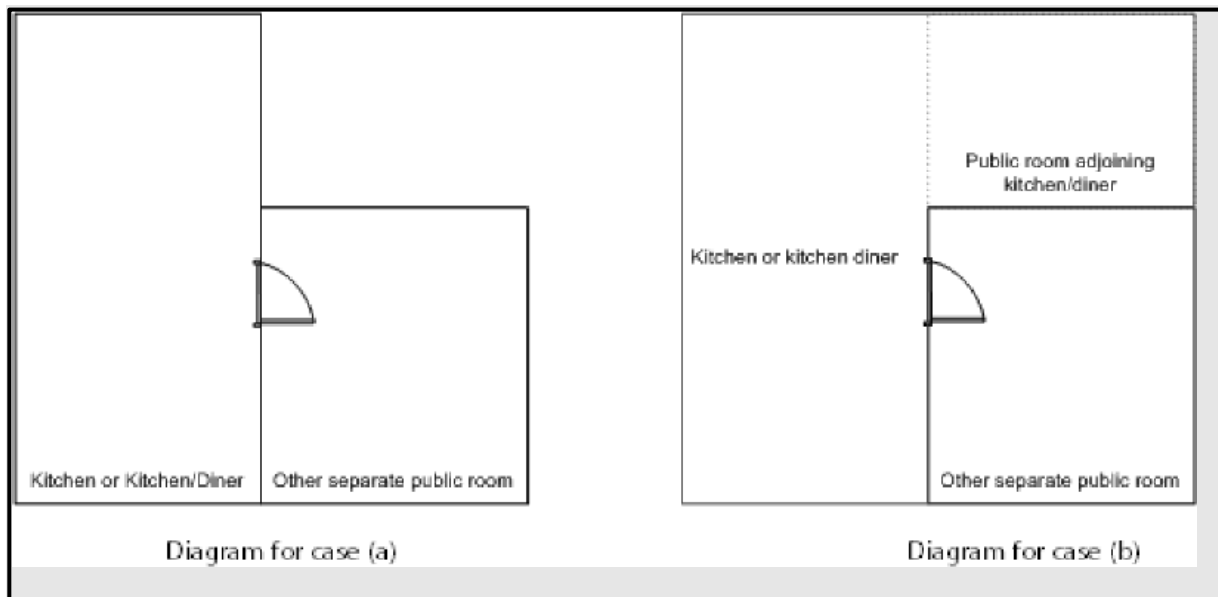 Kitchen or Kitchen/Diner
Other separate public room
Diagram for case (a)
Public room adjoining
kitchen/diner
Kitchen or kitchen diner
Other separate public room
Diagram for case (b)